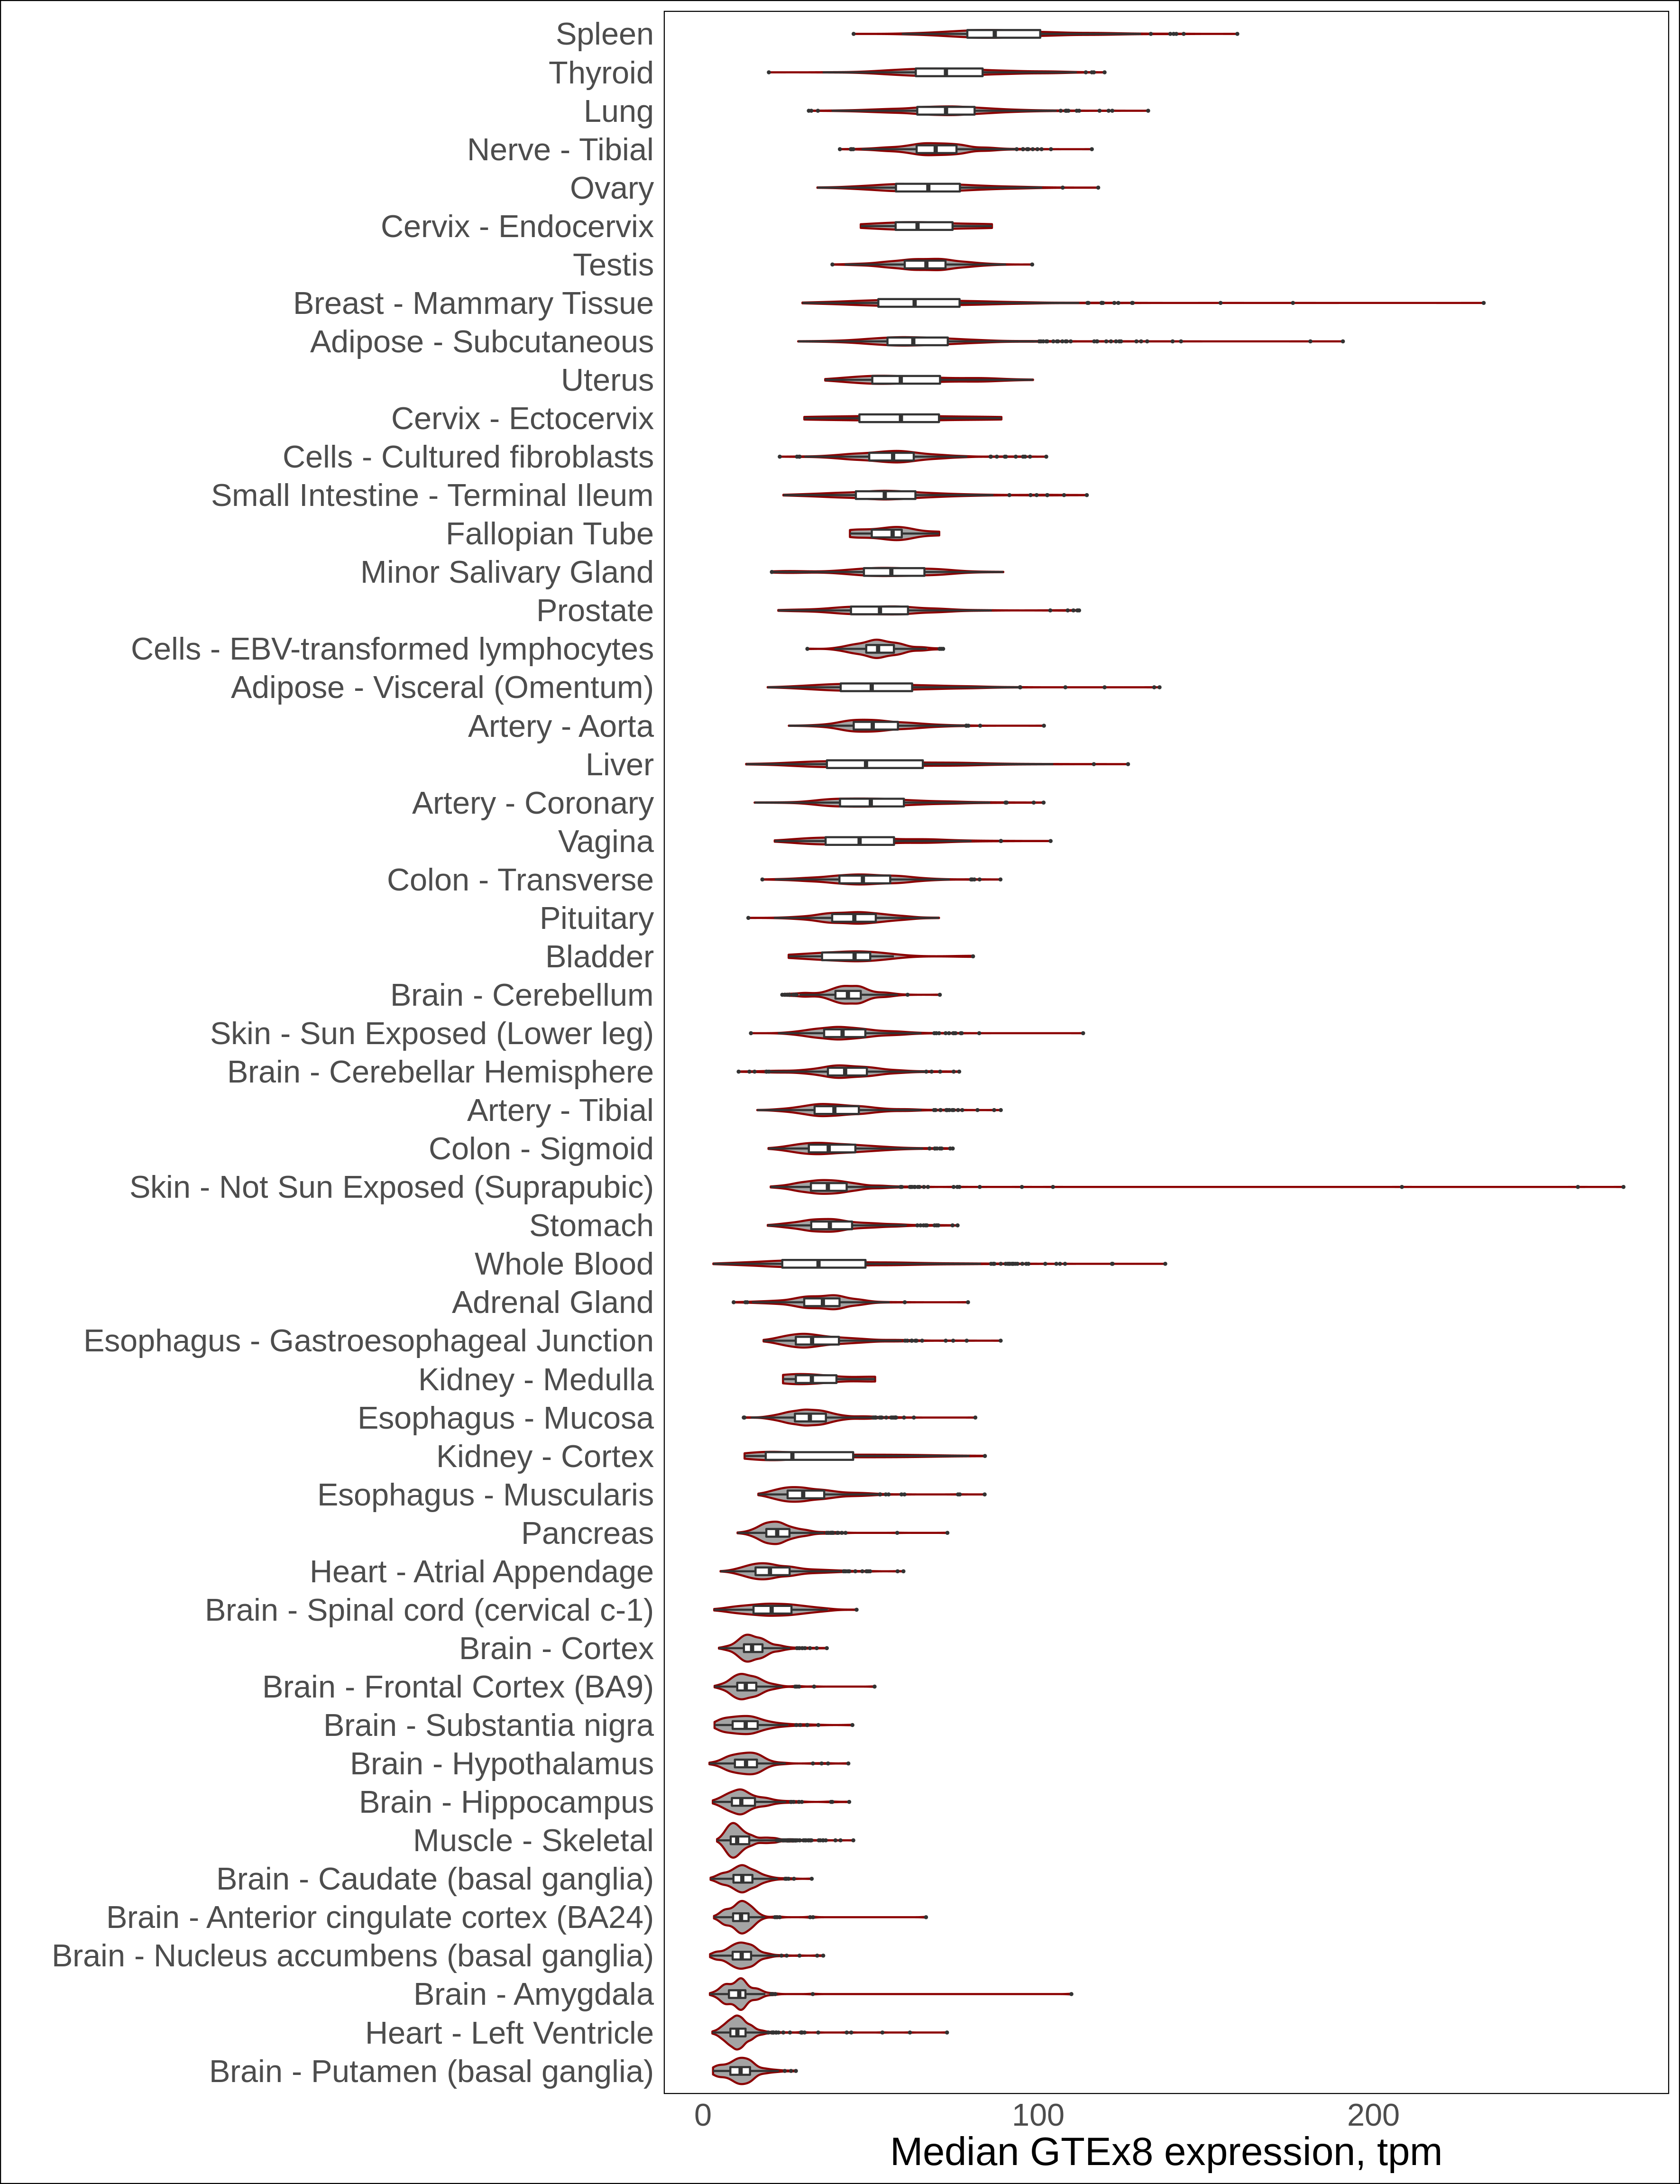 Spleen
Thyroid
Lung
Nerve - Tibial
Ovary
Cervix - Endocervix
Testis
Breast - Mammary Tissue
Adipose - Subcutaneous
Uterus
Cervix - Ectocervix
Cells - Cultured fibroblasts
Small Intestine - Terminal Ileum
Fallopian Tube
Minor Salivary Gland
Prostate
Cells - EBV-transformed lymphocytes
Adipose - Visceral (Omentum)
Artery - Aorta
Liver
Artery - Coronary
Vagina
Colon - Transverse
Pituitary
Bladder
Brain - Cerebellum
Skin - Sun Exposed (Lower leg)
Brain - Cerebellar Hemisphere
Artery - Tibial
Colon - Sigmoid
Skin - Not Sun Exposed (Suprapubic)
Stomach
Whole Blood
Adrenal Gland
Esophagus - Gastroesophageal Junction
Kidney - Medulla
Esophagus - Mucosa
Kidney - Cortex
Esophagus - Muscularis
Pancreas
Heart - Atrial Appendage
Brain - Spinal cord (cervical c-1)
Brain - Cortex
Brain - Frontal Cortex (BA9)
Brain - Substantia nigra
Brain - Hypothalamus
Brain - Hippocampus
Muscle - Skeletal
Brain - Caudate (basal ganglia)
Brain - Anterior cingulate cortex (BA24)
Brain - Nucleus accumbens (basal ganglia)
Brain - Amygdala
Heart - Left Ventricle
Brain - Putamen (basal ganglia)
0 100 200
Median GTEx8 expression, tpm